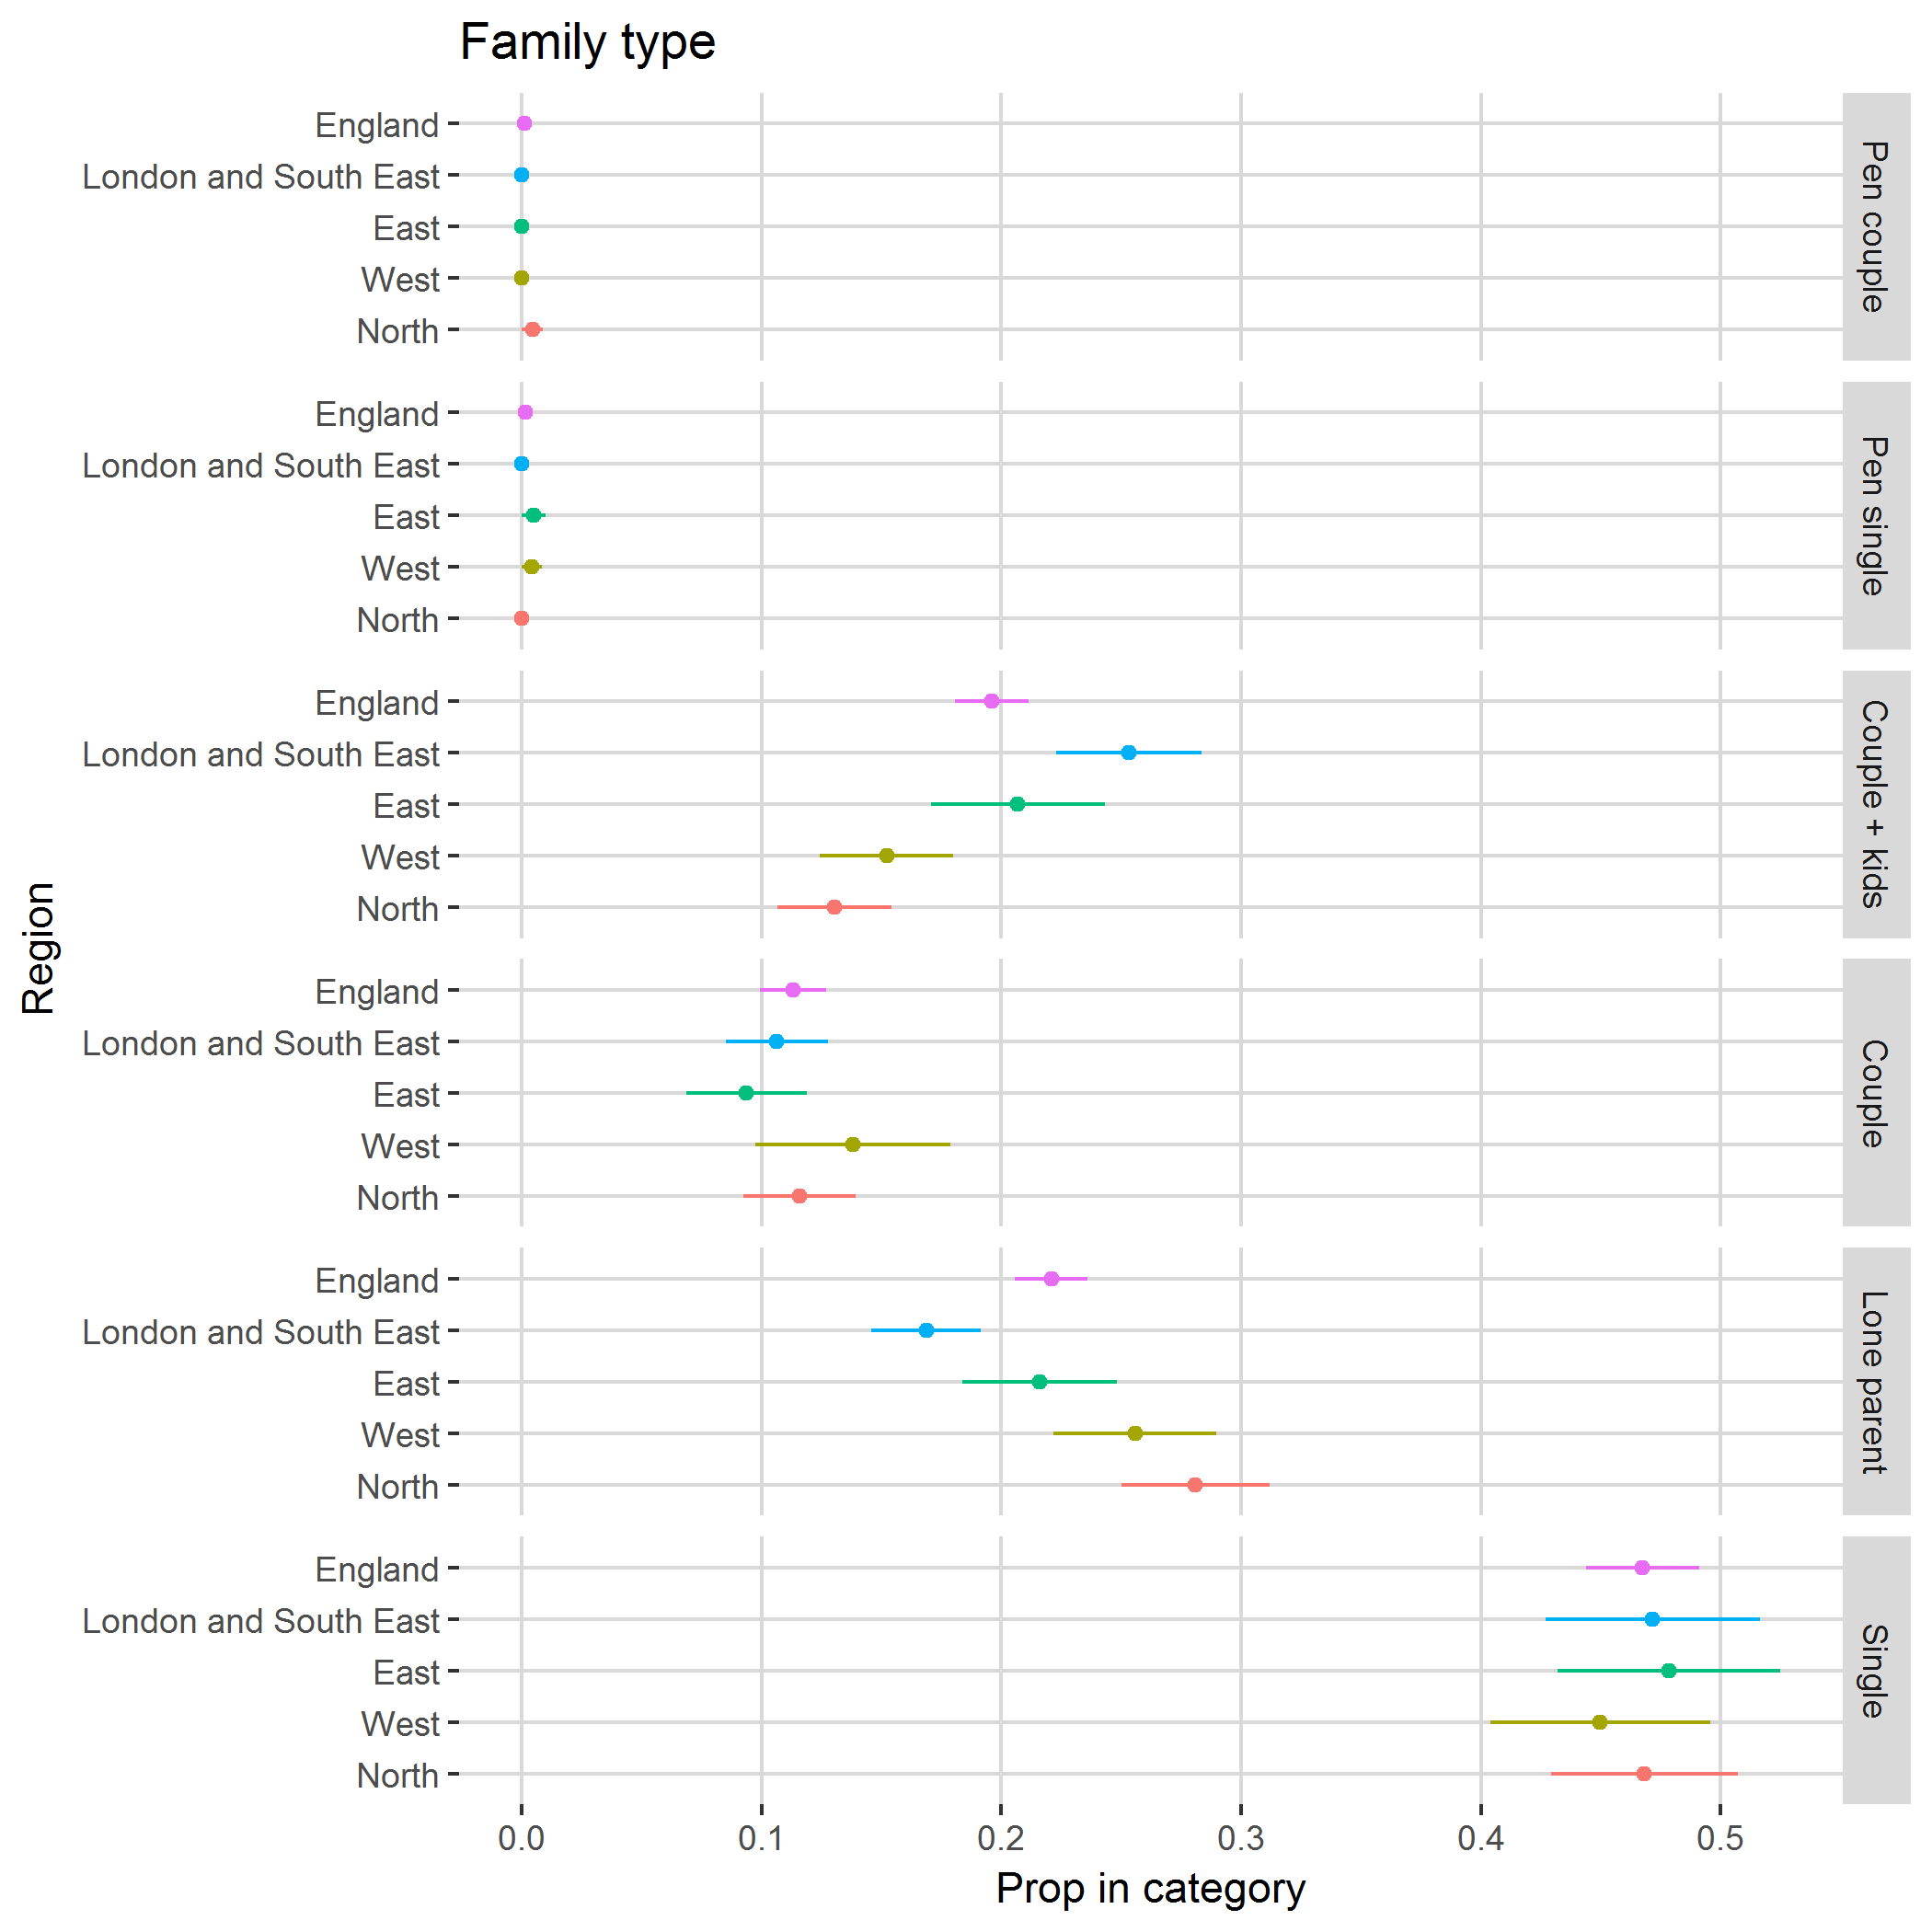 Family type
England
London and South East
East
West
North
Pen couple
England
London and South East
East
West
North
Pen single
England
London and South East
East
West
North
Couple + kids
England
London and South East
East
West
North
Couple
England
London and South East
East
West
North
Lone parent
England
London and South East
East
West
North
Single
Region
0.0 0.1 0.2 0.3 0.4 0.5
Prop in category